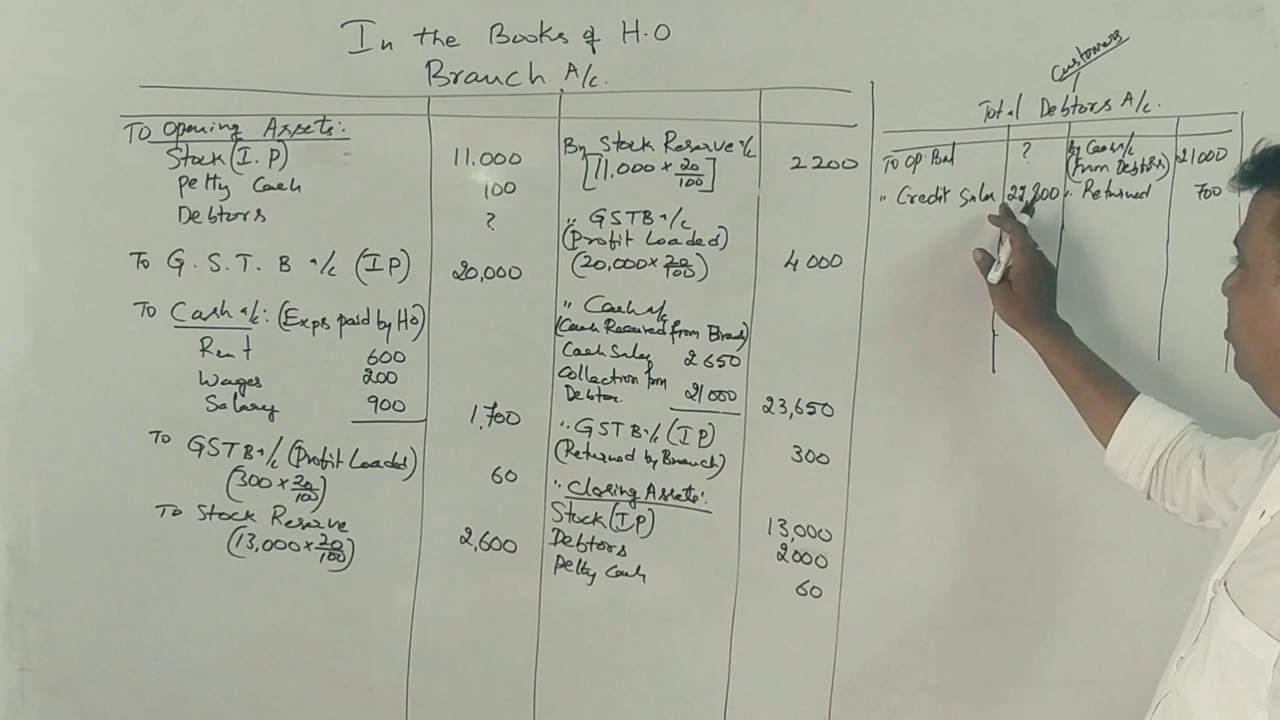 In the Books of H.O
Branch A/c.
To Opening Assets:
Stock (I.P) 11.000
Petty Cash 100
Debtors ?
To G.S.T.B a/c (IP) 20,000
To Cash a/c: (Exps paid by Ho)
Rent 600
Wages 200
Salary 900 1.700
To GSTB a/c (Profit Loaded) 60
(300 × 20/100)
To Stock Reserve
(13,000 × 20/100) 2,600
By Stock Reserve a/c
[11.000 × 20/100] 2200
" GSTB a/c
(Profit Loaded)
(20,000 × 20/100) 4000
" Cash a/c
(Cash Received from Branch)
Cash Sales 2650
Collection from
Debtor. 21000 23,650
" GSTB a/c (IP)
(Returned by Branch) 300
" Closing Assets:
Stock (IP) 13,000
Debtors 2000
Petty Cash 60
Customers
Total Debtors A/c.
To Op. Bal ? By Cash a/c
(from Debtors) 21000
" Credit Sales " Returned 700